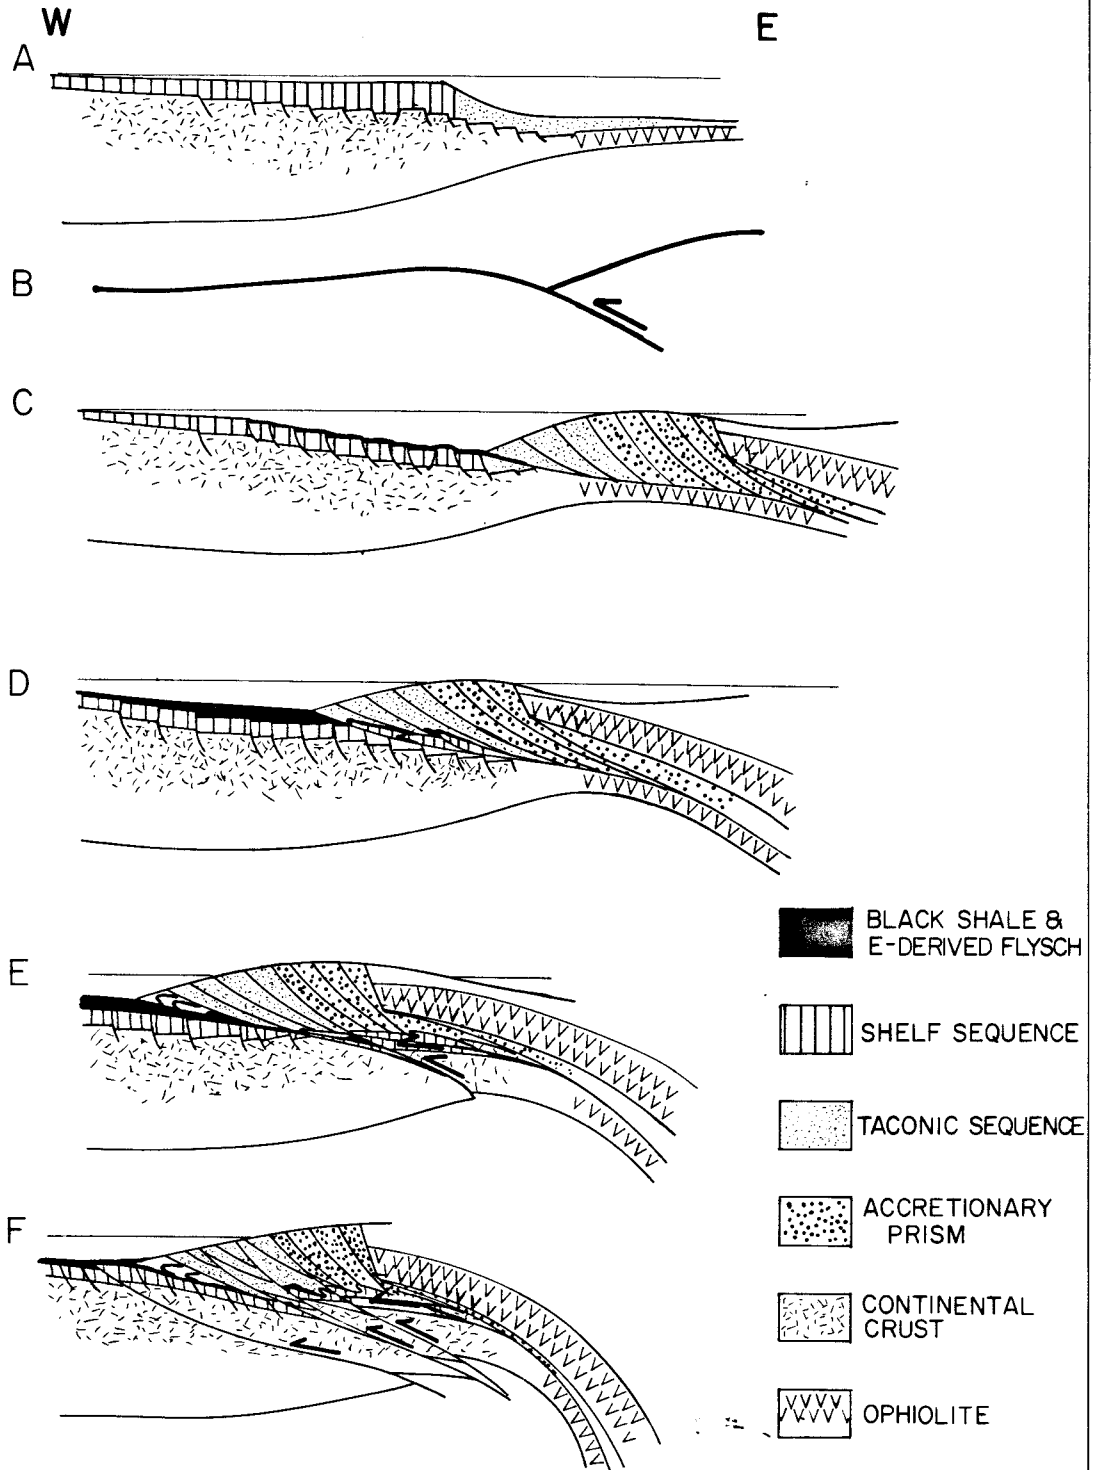 W
E
A
B
C
D
E
F
BLACK SHALE &
E-DERIVED FLYSCH
SHELF SEQUENCE
TACONIC SEQUENCE
ACCRETIONARY
PRISM
CONTINENTAL
CRUST
OPHIOLITE